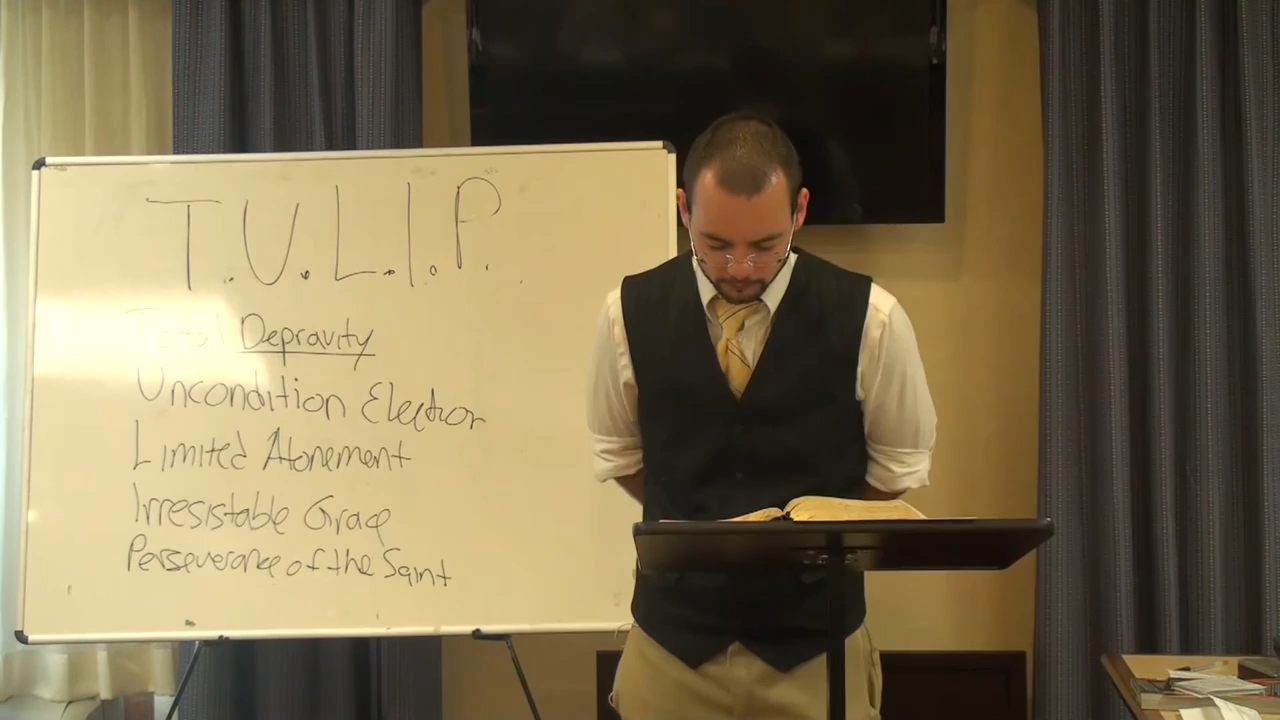 T.U.L.I.P.
Total Depravity
Uncondition Election
Limited Atonement
Irresistable Grace
Perseverance of the Saint